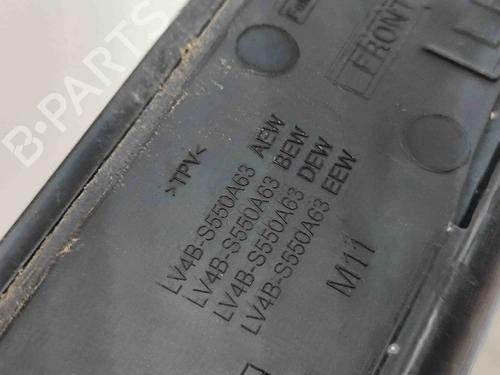 B-PARTS
FRONT
>TPV<
LV4B-S550A63 AEW
LV4B-S550A63 BEW
LV4B-S550A63 DEW
LV4B-S550A63 EEW
M11